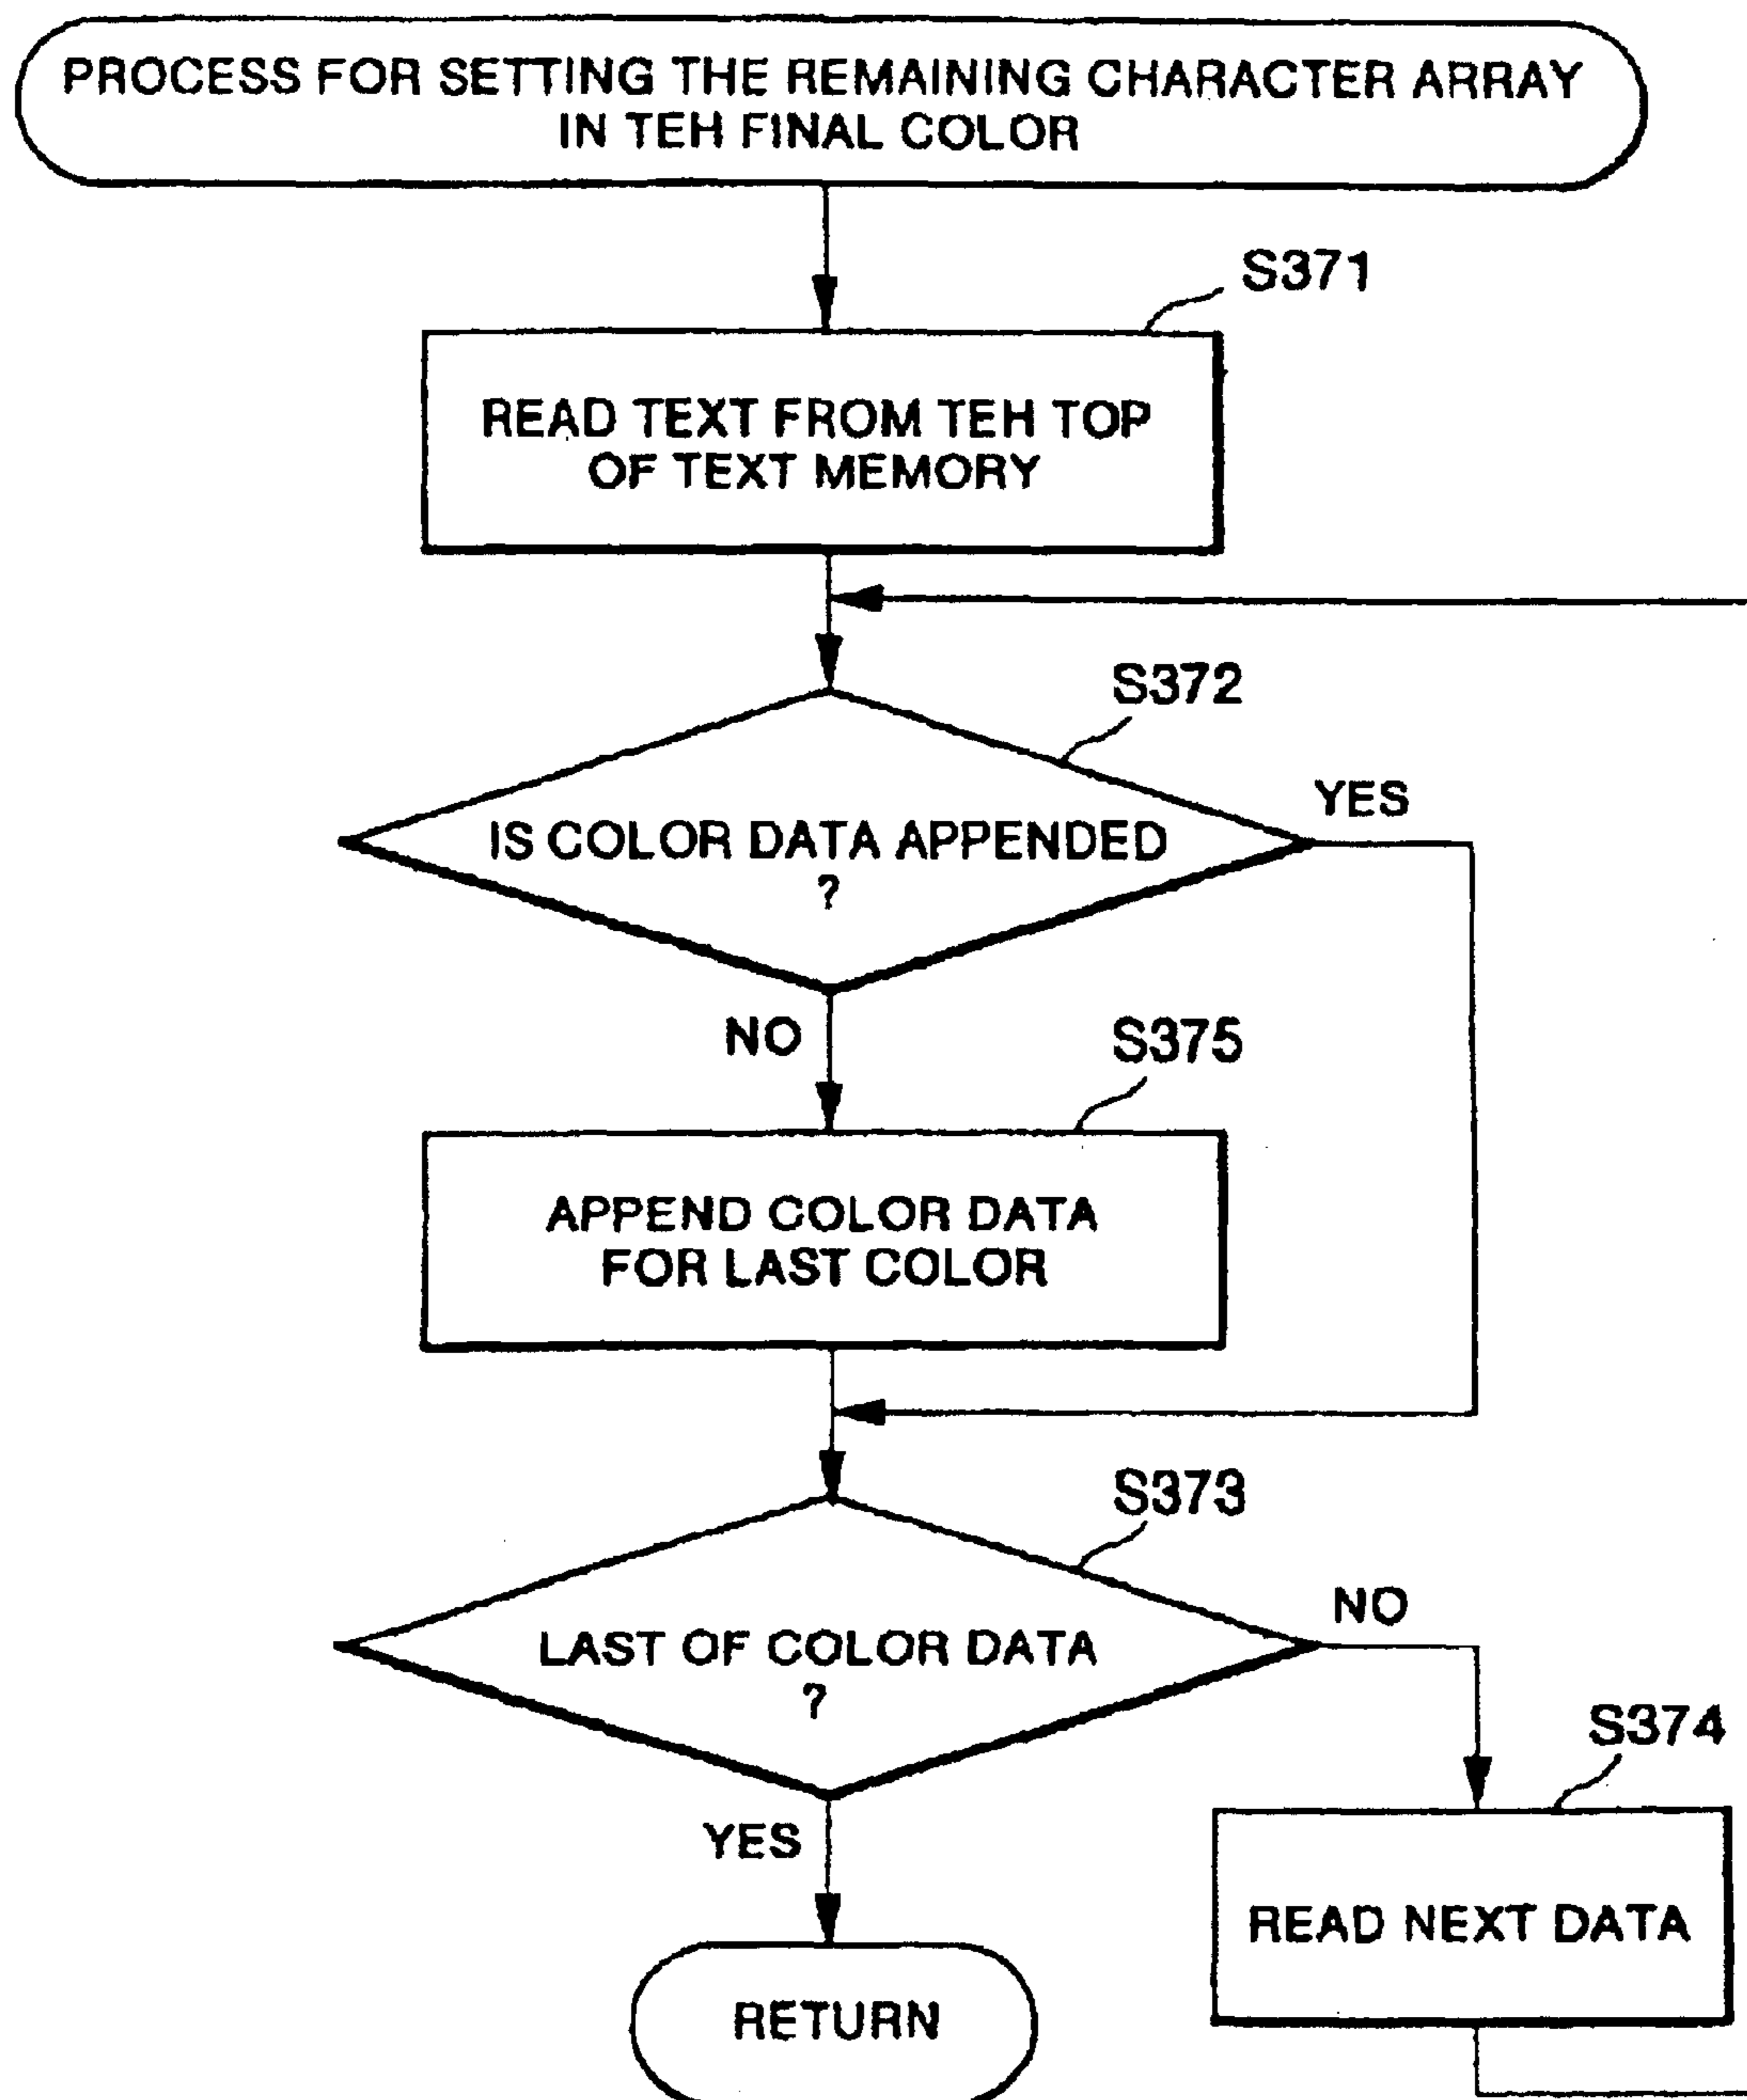 PROCESS FOR SETTING THE REMAINING CHARACTER ARRAY
IN TEH FINAL COLOR
S371
READ TEXT FROM TEH TOP
OF TEXT MEMORY
S372
YES
IS COLOR DATA APPENDED
?
NO
S375
APPEND COLOR DATA
FOR LAST COLOR
S373
NO
LAST OF COLOR DATA
?
S374
YES
READ NEXT DATA
RETURN